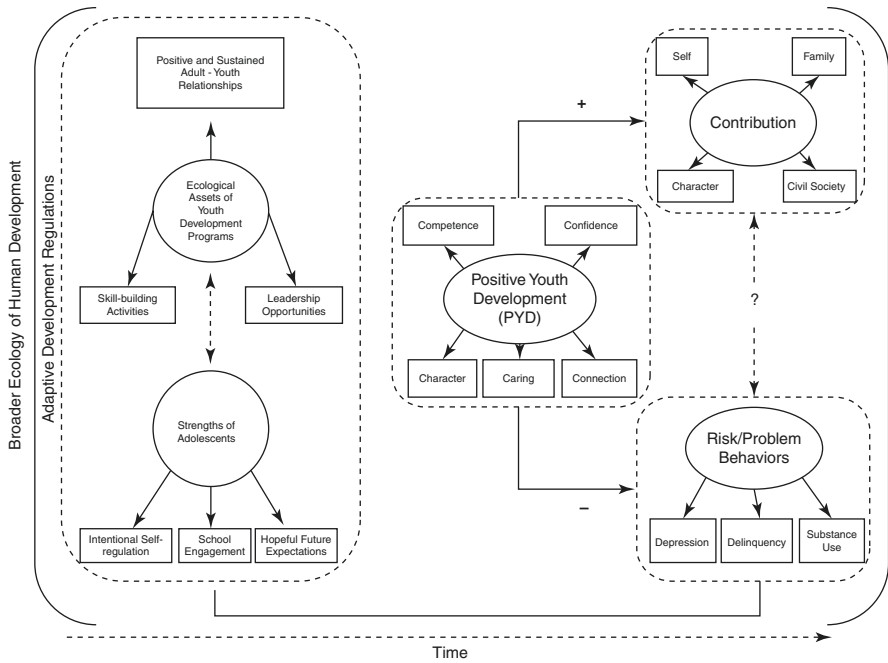 Broader Ecology of Human Development
Adaptive Development Regulations
Positive and Sustained
Adult - Youth
Relationships
Ecological
Assets of
Youth
Development
Programs
Skill-building
Activities
Leadership
Opportunities
Strengths of
Adolescents
Intentional Self-
regulation
School
Engagement
Hopeful Future
Expectations
Competence
Confidence
Positive Youth
Development
(PYD)
Character
Caring
Connection
+
–
Self
Family
Contribution
Character
Civil Society
?
Risk/Problem
Behaviors
Depression
Delinquency
Substance
Use
Time